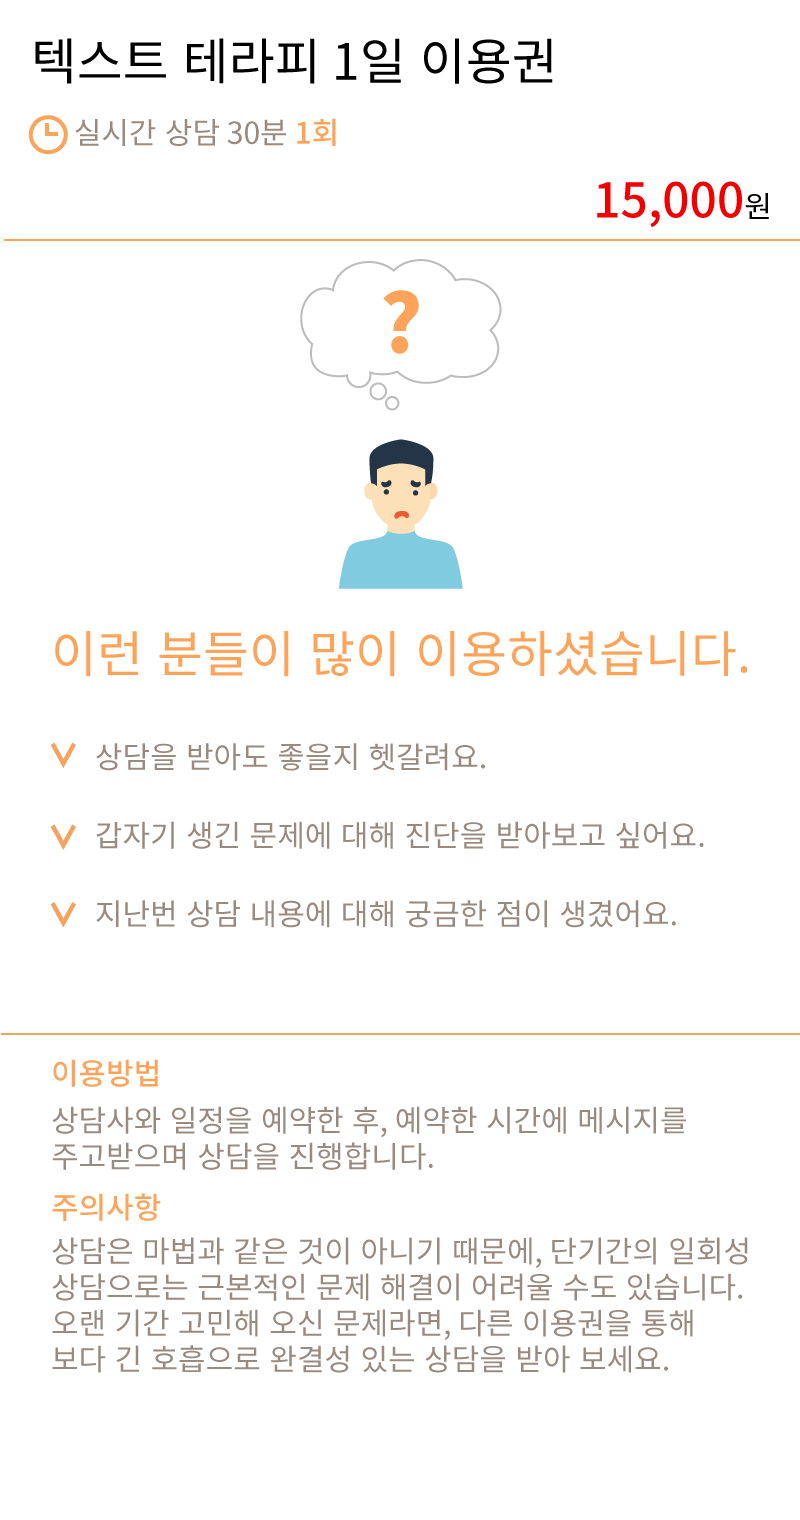 텍스트 테라피 1일 이용권
실시간 상담 30분 1회
15,000원
?
이런 분들이 많이 이용하셨습니다.
상담을 받아도 좋을지 헷갈려요.
갑자기 생긴 문제에 대해 진단을 받아보고 싶어요.
지난번 상담 내용에 대해 궁금한 점이 생겼어요.
이용방법
상담사와 일정을 예약한 후, 예약한 시간에 메시지를
주고받으며 상담을 진행합니다.
주의사항
상담은 마법과 같은 것이 아니기 때문에, 단기간의 일회성
상담으로는 근본적인 문제 해결이 어려울 수도 있습니다.
오랜 기간 고민해 오신 문제라면, 다른 이용권을 통해
보다 긴 호흡으로 완결성 있는 상담을 받아 보세요.